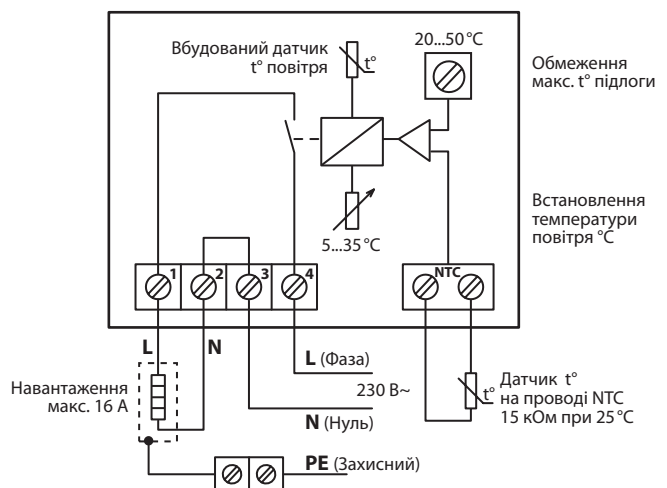 Вбудований датчик
t° повітря
t°
20...50 °C
Обмеження
макс. t° підлоги
Встановлення
температури
повітря °C
5...35 °C
1
2
3
4
NTC
L
N
L (Фаза)
230 В~
N (Нуль)
Навантаження
макс. 16 А
t°
Датчик t°
на проводі NTC
15 кОм при 25 °C
PE (Захисний)